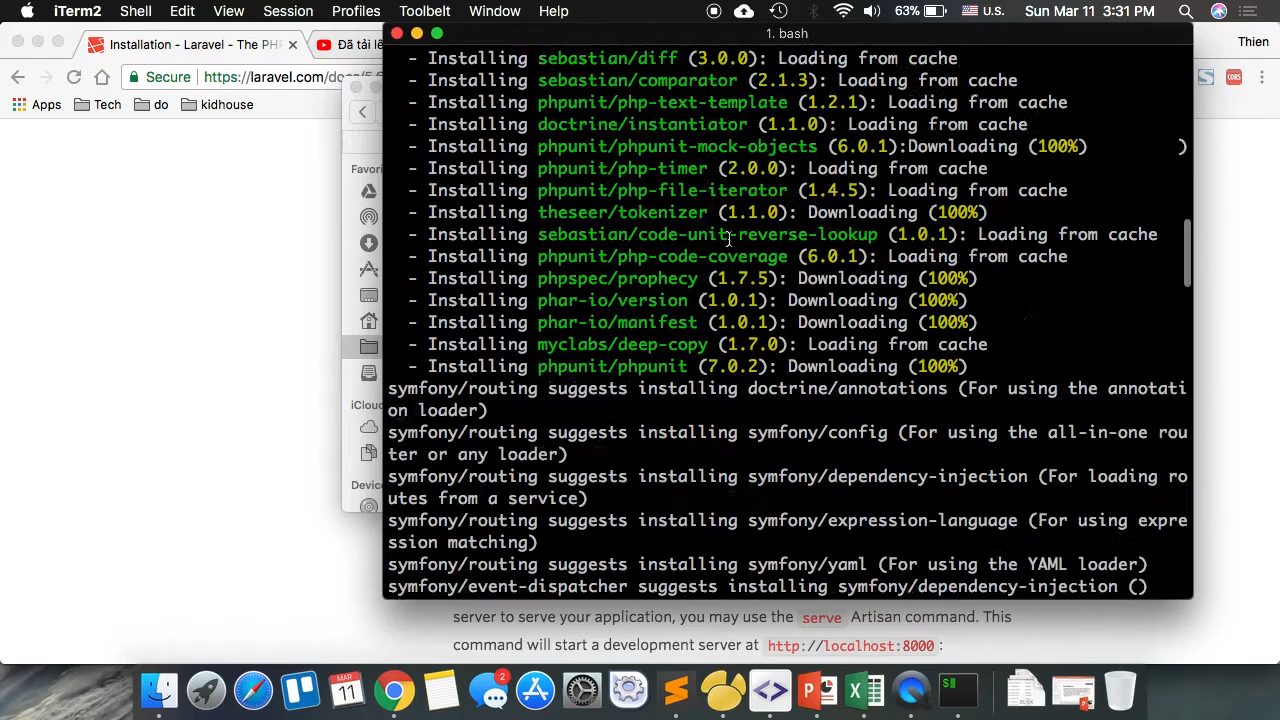 iTerm2 Shell Edit View Session Profiles Toolbelt Window Help 63% U.S. Sun Mar 11 3:31 PM
Installation - Laravel - The PH
Đã tải lê
1. bash
Thien
Secure https://laravel.com/docs/5.6
CORS
Apps Tech do kidhouse
Favori
iCloud
Device
- Installing sebastian/diff (3.0.0): Loading from cache
- Installing sebastian/comparator (2.1.3): Loading from cache
- Installing phpunit/php-text-template (1.2.1): Loading from cache
- Installing doctrine/instantiator (1.1.0): Loading from cache
- Installing phpunit/phpunit-mock-objects (6.0.1):Downloading (100%) )
- Installing phpunit/php-timer (2.0.0): Loading from cache
- Installing phpunit/php-file-iterator (1.4.5): Loading from cache
- Installing theseer/tokenizer (1.1.0): Downloading (100%)
- Installing sebastian/code-unit-reverse-lookup (1.0.1): Loading from cache
- Installing phpunit/php-code-coverage (6.0.1): Loading from cache
- Installing phpspec/prophecy (1.7.5): Downloading (100%)
- Installing phar-io/version (1.0.1): Downloading (100%)
- Installing phar-io/manifest (1.0.1): Downloading (100%)
- Installing myclabs/deep-copy (1.7.0): Loading from cache
- Installing phpunit/phpunit (7.0.2): Downloading (100%)
symfony/routing suggests installing doctrine/annotations (For using the annotati
on loader)
symfony/routing suggests installing symfony/config (For using the all-in-one rou
ter or any loader)
symfony/routing suggests installing symfony/dependency-injection (For loading ro
utes from a service)
symfony/routing suggests installing symfony/expression-language (For using expre
ssion matching)
symfony/routing suggests installing symfony/yaml (For using the YAML loader)
symfony/event-dispatcher suggests installing symfony/dependency-injection ()
server to serve your application, you may use the serve Artisan command. This
command will start a development server at http://localhost:8000 :
MAR
11
2
$
XLSX